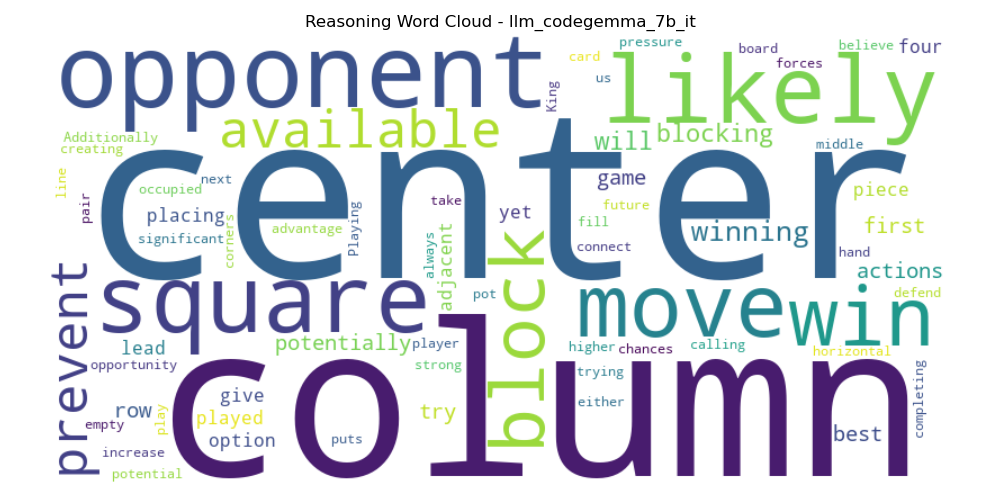 Reasoning Word Cloud - llm_codegemma_7b_it
opponent
King
card
pressure
us
board
forces
believe
four
likely
Additionally
creating
available
will
blocking
middle
center
line
pair
occupied
next
placing
significant
corners
advantage
Playing
take
always
adjacent
yet
game
future
fill
connect
winning
piece
first
hand
actions
defend
prevent
square
pot
block
move
win
lead
opportunity
potentially
player
strong
higher
chances
calling
horizontal
column
row
empty
play
increase
potential
give
played
option
puts
try
trying
either
best
completing